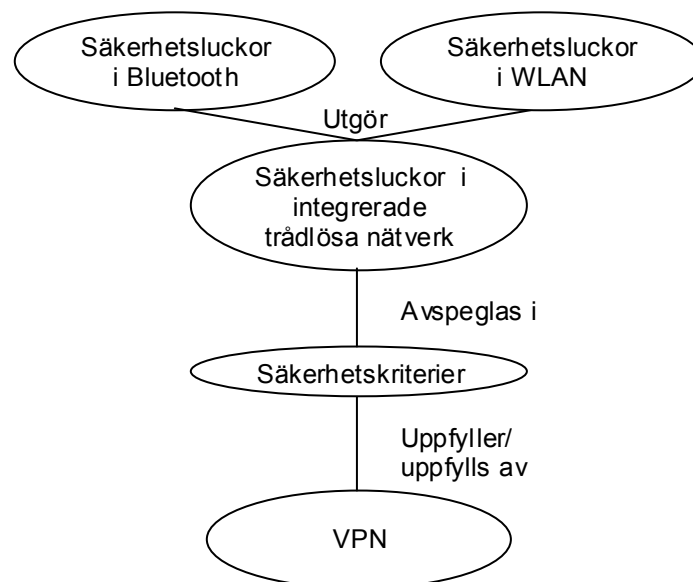 Säkerhetsluckor
i Bluetooth
Säkerhetsluckor
i WLAN
Utgör
Säkerhetsluckor i
integrerade
trådlösa nätverk
Avspeglas i
Säkerhetskriterier
Uppfyller/
uppfylls av
VPN